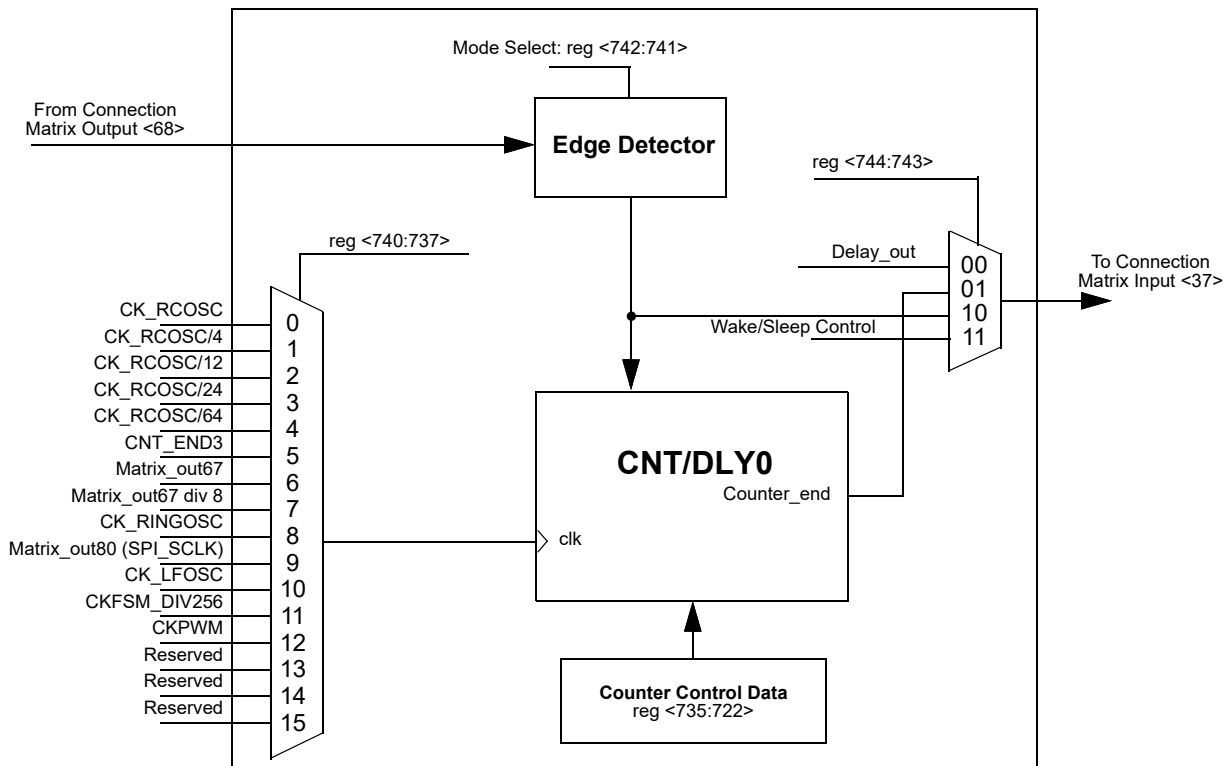 Mode Select: reg <742:741>
From Connection
Matrix Output <68>
Edge Detector
reg <744:743>
reg <740:737>
Delay_out
00
01
10
11
To Connection
Matrix Input <37>
Wake/Sleep Control
CK_RCOSC
0
CK_RCOSC/4
1
CK_RCOSC/12
2
CK_RCOSC/24
3
CK_RCOSC/64
4
CNT_END3
5
Matrix_out67
6
Matrix_out67 div 8
7
CK_RINGOSC
8
Matrix_out80 (SPI_SCLK)
9
CK_LFOSC
10
CKFSM_DIV256
11
CKPWM
12
Reserved
13
Reserved
14
Reserved
15
CNT/DLY0
Counter_end
clk
Counter Control Data
reg <735:722>